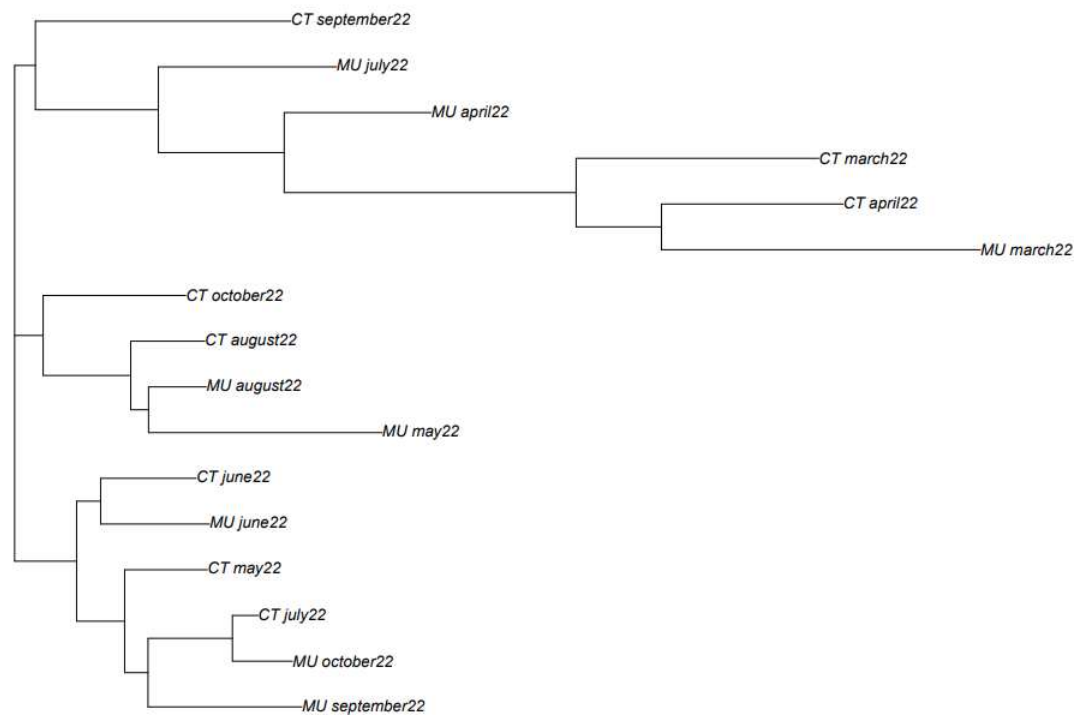 CT september22
MU july22
MU april22
CT march22
CT april22
MU march22
CT october22
CT august22
MU august22
MU may22
CT june22
MU june22
CT may22
CT july22
MU october22
MU september22